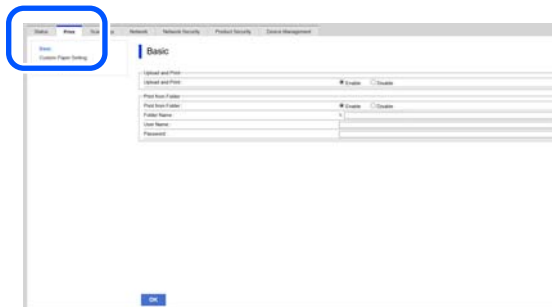 Status Print Network Network Security Product Security Device Management
Basic
Custom Paper Setting
Basic
Upload and Print
Upload and Print Enable Disable
Print from Folder
Print from Folder Enable Disable
Folder Name
User Name
Password
OK